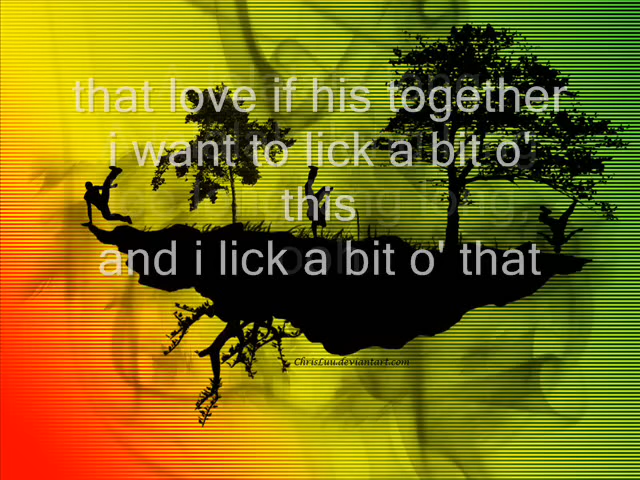 that love if his together
i want to lick a bit o'
this
and i lick a bit o' that
ChrisLuu.deviantart.com